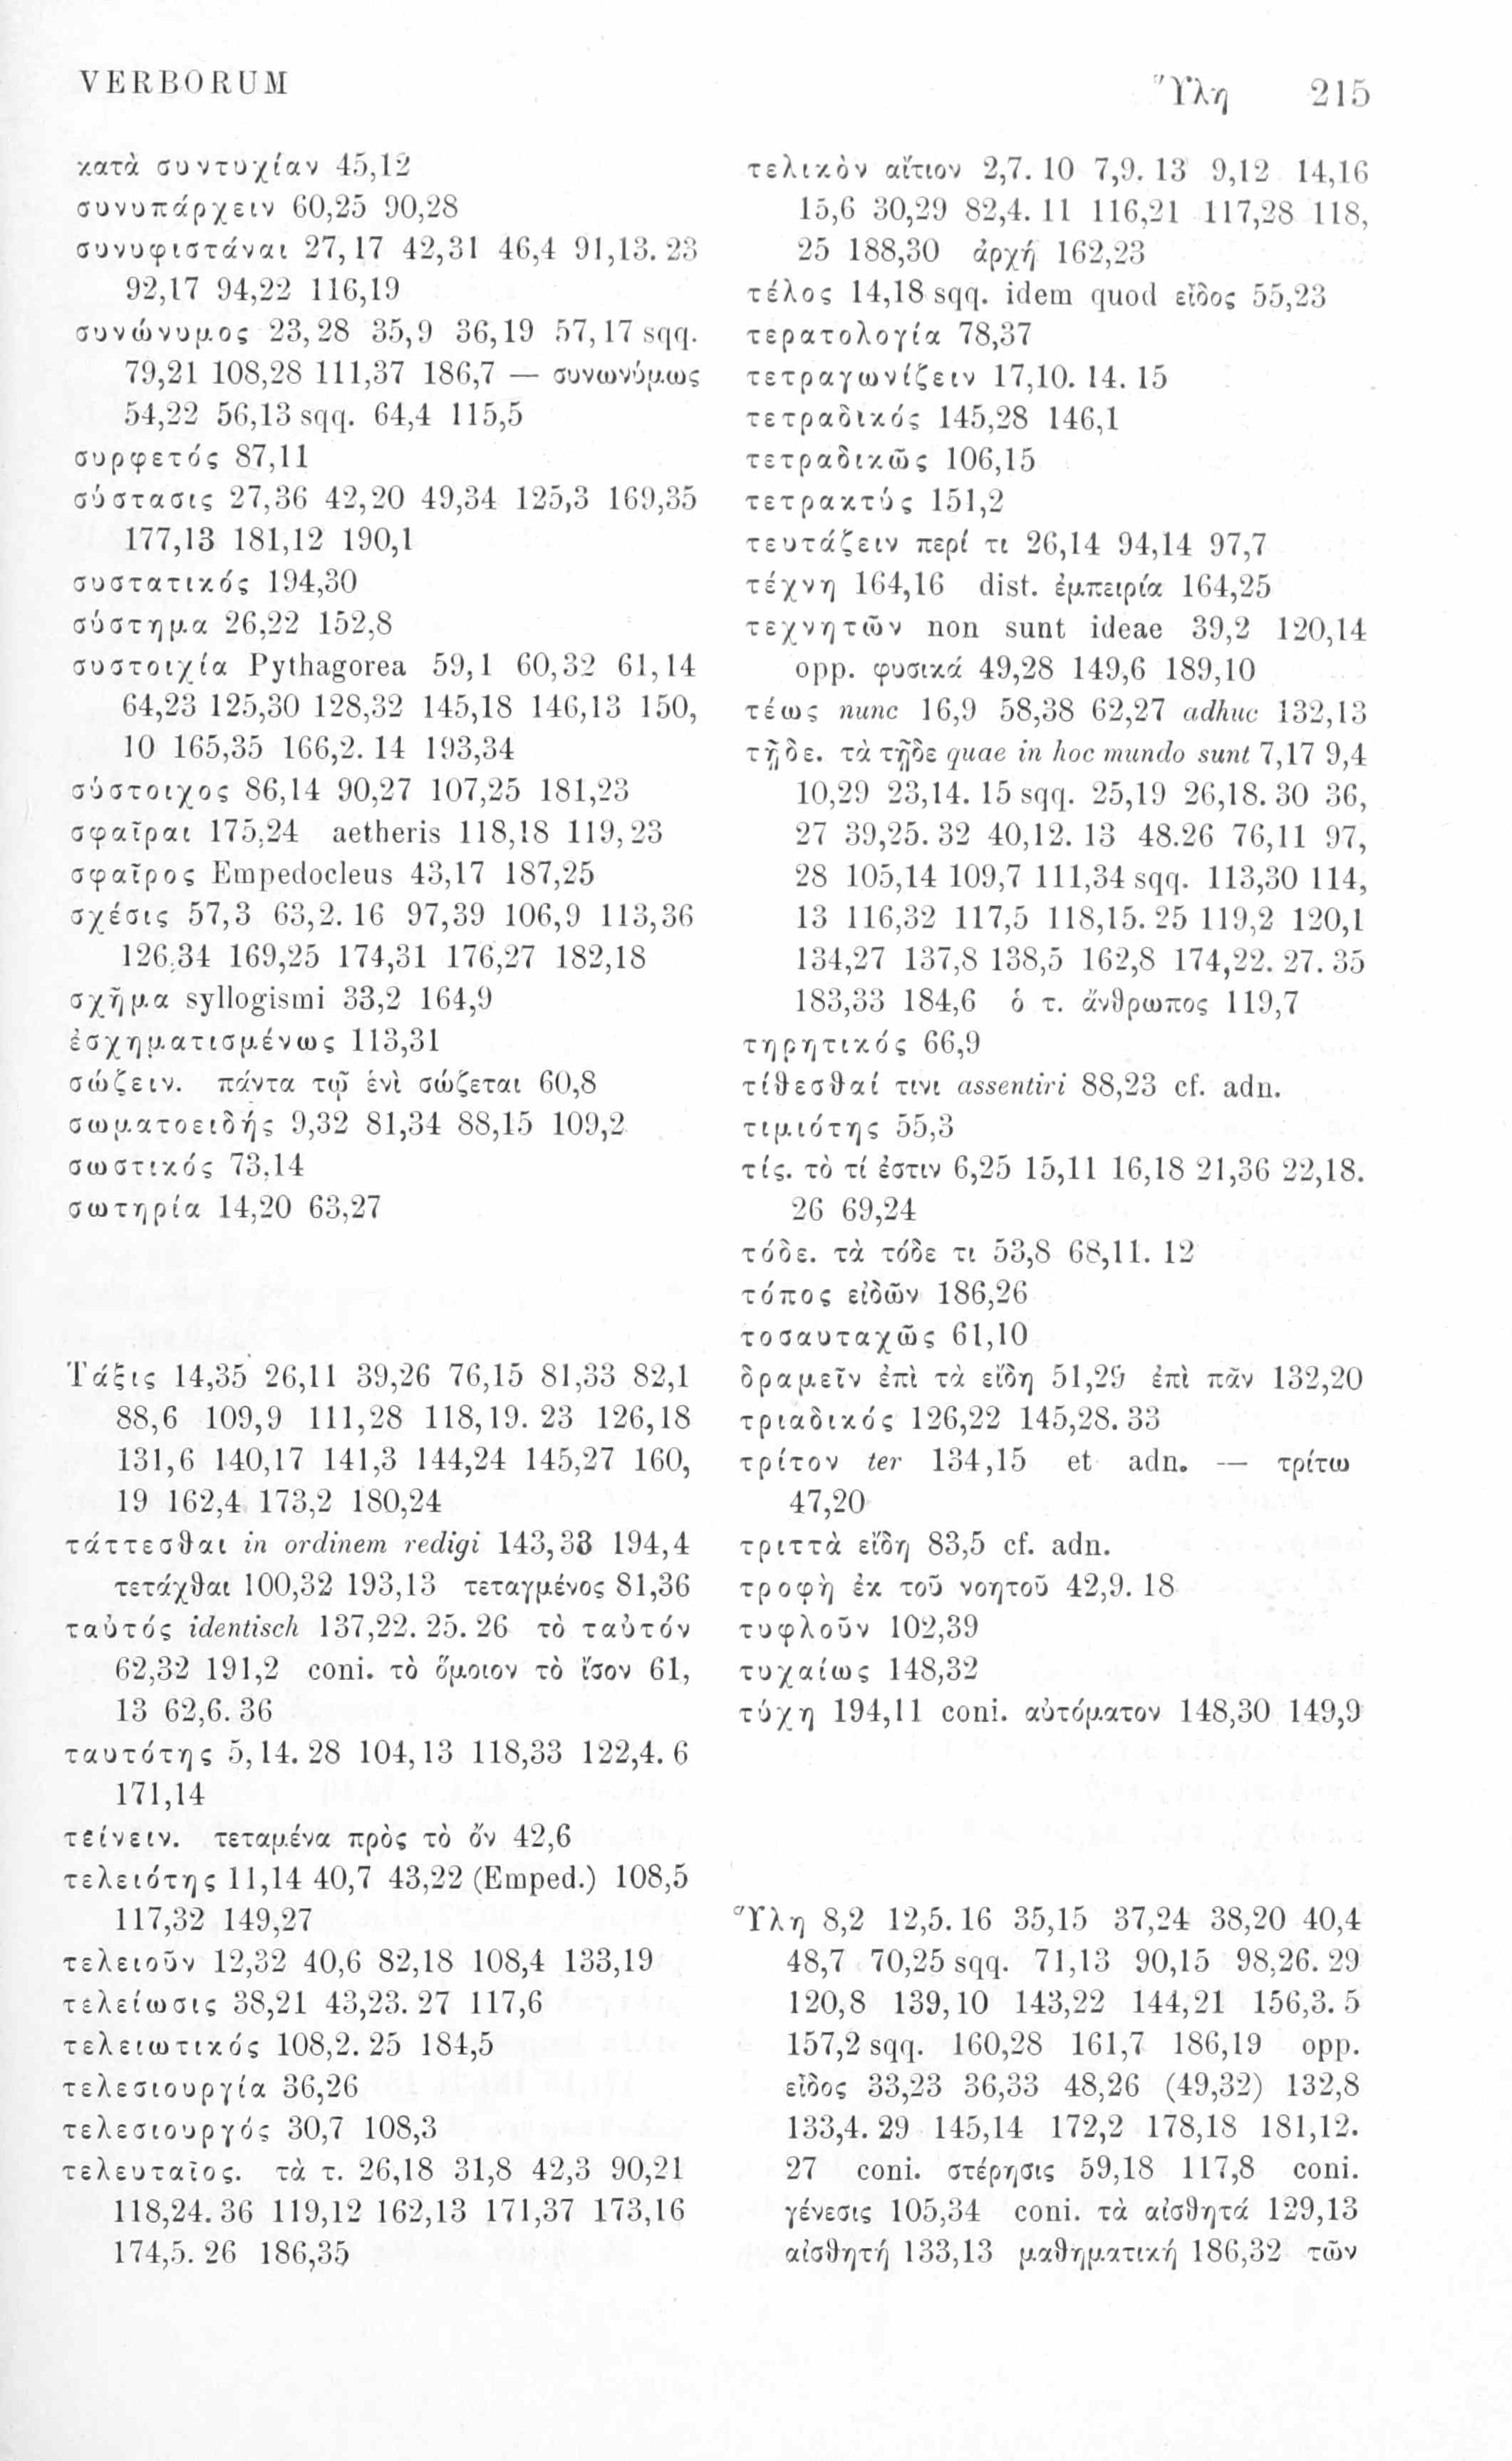 VERBORUM
Ὕλη 215
κατὰ συντυχίαν 45,12
συνυπάρχειν 60,25 90,28
συνυφιστάναι 27,17 42,31 46,4 91,13. 23
92,17 94,22 116,19
συνώνυμος 23,28 35,9 36,19 57,17 sqq.
79,21 108,28 111,37 186,7 — συνωνύμως
54,22 56,13 sqq. 64,4 115,5
συρφετός 87,11
σύστασις 27,36 42,20 49,34 125,3 169,35
177,13 181,12 190,1
συστατικός 194,30
σύστημα 26,22 152,8
συστοιχία Pythagorea 59,1 60,32 61,14
64,23 125,30 128,32 145,18 146,13 150,
10 165,35 166,2. 14 193,34
σύστοιχος 86,14 90,27 107,25 181,23
σφαῖραι 175,24 aetheris 118,18 119,23
σφαῖρος Empedocleus 43,17 187,25
σχέσις 57,3 63,2. 16 97,39 106,9 113,36
126,34 169,25 174,31 176,27 182,18
σχῆμα syllogismi 33,2 164,9
ἐσχηματισμένως 113,31
σώζειν. πάντα τῷ ἑνὶ σώζεται 60,8
σωματοειδής 9,32 81,34 88,15 109,2
σωστικός 73,14
σωτηρία 14,20 63,27
Τάξις 14,35 26,11 39,26 76,15 81,33 82,1
88,6 109,9 111,28 118,19. 23 126,18
131,6 140,17 141,3 144,24 145,27 160,
19 162,4 173,2 180,24
τάττεσθαι in ordinem redigi 143,33 194,4
τετάχθαι 100,32 193,13 τεταγμένος 81,36
ταὐτός identisch 137,22. 25. 26 τὸ ταὐτόν
62,32 191,2 coni. τὸ ὅμοιον τὸ ἴσον 61,
13 62,6. 36
ταυτότης 5,14. 28 104,13 118,33 122,4. 6
171,14
τείνειν. τεταμένα πρὸς τὸ ὄν 42,6
τελειότης 11,14 40,7 43,22 (Emped.) 108,5
117,32 149,27
τελειοῦν 12,32 40,6 82,18 108,4 133,19
τελείωσις 38,21 43,23. 27 117,6
τελειωτικός 108,2. 25 184,5
τελεσιουργία 36,26
τελεσιουργός 30,7 108,3
τελευταῖος. τὰ τ. 26,18 31,8 42,3 90,21
118,24. 36 119,12 162,13 171,37 173,16
174,5. 26 186,35
τελικὸν αἴτιον 2,7. 10 7,9. 13 9,12 14,16
15,6 30,29 82,4. 11 116,21 117,28 118,
25 188,30 ἀρχή 162,23
τέλος 14,18 sqq. idem quod εἶδος 55,23
τερατολογία 78,37
τετραγωνίζειν 17,10. 14. 15
τετραδικός 145,28 146,1
τετραδικῶς 106,15
τετρακτύς 151,2
τευτάζειν περί τι 26,14 94,14 97,7
τέχνη 164,16 dist. ἐμπειρία 164,25
τεχνητῶν non sunt ideae 39,2 120,14
opp. φυσικά 49,28 149,6 189,10
τέως nunc 16,9 58,38 62,27 adhuc 132,13
τῇδε. τὰ τῇδε quae in hoc mundo sunt 7,17 9,4
10,29 23,14. 15 sqq. 25,19 26,18. 30 36,
27 39,25. 32 40,12. 13 48.26 76,11 97,
28 105,14 109,7 111,34 sqq. 113,30 114,
13 116,32 117,5 118,15. 25 119,2 120,1
134,27 137,8 138,5 162,8 174,22. 27. 35
183,33 184,6 ὁ τ. ἄνθρωπος 119,7
τηρητικός 66,9
τίθεσθαί τινι assentiri 88,23 cf. adn.
τιμιότης 55,3
τίς. τὸ τί ἐστιν 6,25 15,11 16,18 21,36 22,18.
26 69,24
τόδε. τὰ τόδε τι 53,8 68,11. 12
τόπος εἰδῶν 186,26
τοσαυταχῶς 61,10
δραμεῖν ἐπὶ τὰ εἴδη 51,29 ἐπὶ πᾶν 132,20
τριαδικός 126,22 145,28. 33
τρίτον ter 134,15 et adn. — τρίτω
47,20
τριττὰ εἴδη 83,5 cf. adn.
τροφὴ ἐκ τοῦ νοητοῦ 42,9. 18
τυφλοῦν 102,39
τυχαίως 148,32
τύχη 194,11 coni. αὐτόματον 148,30 149,9
Ὕλη 8,2 12,5. 16 35,15 37,24 38,20 40,4
48,7 70,25 sqq. 71,13 90,15 98,26. 29
120,8 139,10 143,22 144,21 156,3. 5
157,2 sqq. 160,28 161,7 186,19 opp.
εἶδος 33,23 36,33 48,26 (49,32) 132,8
133,4. 29 145,14 172,2 178,18 181,12.
27 coni. στέρησις 59,18 117,8 coni.
γένεσις 105,34 coni. τὰ αἰσθητά 129,13
αἰσθητή 133,13 μαθηματική 186,32 τῶν